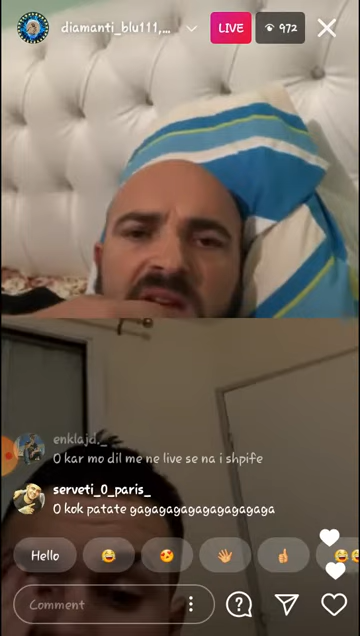 diamanti_blu111,...
LIVE
972
enklajd._
O kar mo dil me ne live se na i shpife
serveti_0_paris_
O kok patate gagagagagagagagagaga
Hello
Comment